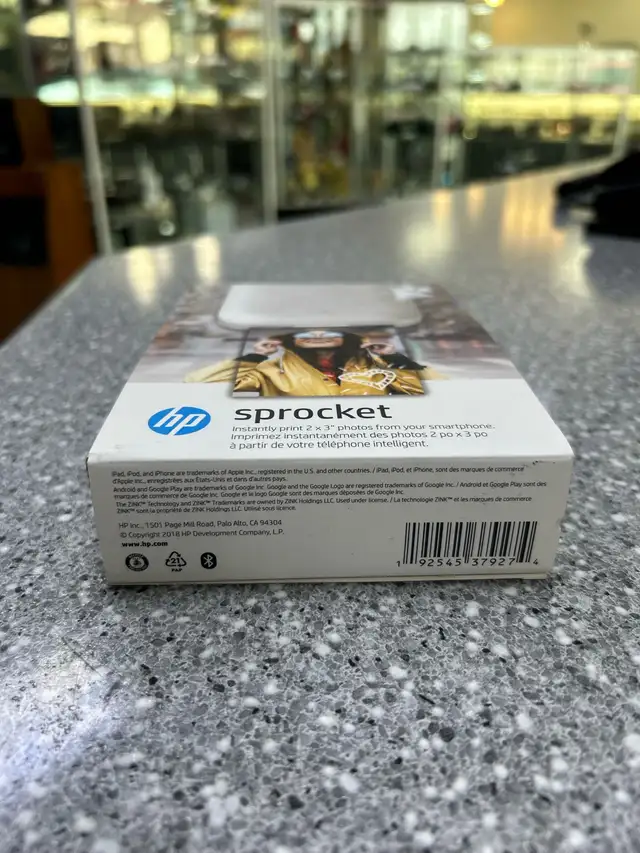 hp
sprocket
Instantly print 2 x 3" photos from your smartphone.
Imprimez instantanément des photos 2 po x 3 po
à partir de votre téléphone intelligent.
iPad, iPod, and iPhone are trademarks of Apple Inc., registered in the U.S. and other countries. / iPad, iPod, et iPhone, sont des marques de commerce
d'Apple Inc., enregistrées aux États-Unis et dans d'autres pays.
Android and Google Play are trademarks of Google Inc. Google and the Google Logo are registered trademarks of Google Inc. / Android et Google Play sont des
marques de commerce de Google Inc. Google et le logo Google sont des marques déposées de Google Inc.
The ZINK™ Technology and ZINK™ Trademarks are owned by ZINK Holdings LLC. Used under license. / La technologie ZINK™ et les marques de commerce
ZINK™ sont la propriété de ZINK Holdings LLC. Utilisé sous licence.
HP Inc., 1501 Page Mill Road, Palo Alto, CA 94304
© Copyright 2018 HP Development Company, L.P.
www.hp.com
21
PAP
1 92545 37927 4